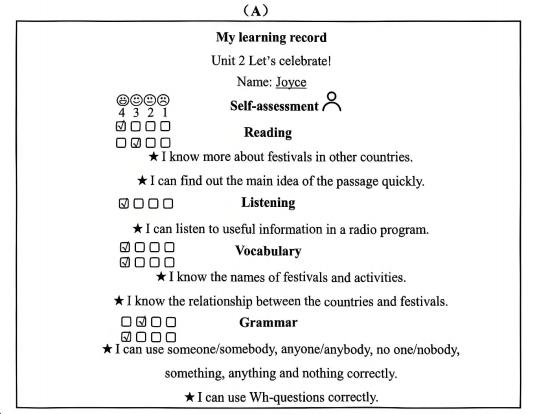 (A)
My learning record
Unit 2 Let's celebrate!
Name: Joyce
Self-assessment
4 3 2 1
Reading
★ I know more about festivals in other countries.
★ I can find out the main idea of the passage quickly.
Listening
★ I can listen to useful information in a radio program.
Vocabulary
★ I know the names of festivals and activities.
★ I know the relationship between the countries and festivals.
Grammar
★ I can use someone/somebody, anyone/anybody, no one/nobody,
something, anything and nothing correctly.
★ I can use Wh-questions correctly.